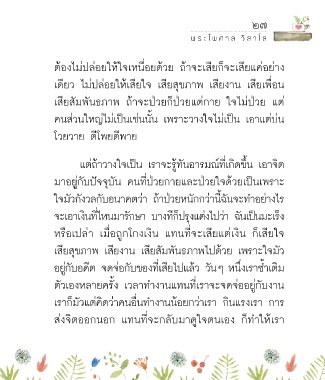 ๒๗
พระไพศาล วิสาโล
ต้องไม่ปล่อยให้ใจเหนื่อยด้วย ถ้าจะเสียก็จะเสียแค่อย่าง
เดียว ไม่ปล่อยให้เสียใจ เสียสุขภาพ เสียงาน เสียเพื่อน
เสียสัมพันธภาพ ถ้าจะป่วยก็ป่วยแต่กาย ใจไม่ป่วย แต่
คนส่วนใหญ่ไม่เป็นเช่นนั้น เพราะวางใจไม่เป็น เอาแต่บ่น
โวยวาย ตีโพยตีพาย
แต่ถ้าวางใจเป็น เราจะรู้ทันอารมณ์ที่เกิดขึ้น เอาจิต
มาอยู่กับปัจจุบัน คนที่ป่วยกายและป่วยใจด้วยเป็นเพราะ
ใจมัวกังวลกับอนาคตว่า ถ้าป่วยหนักกว่านี้ฉันจะทำอย่างไร
จะเอาเงินที่ไหนมารักษา บางทีก็ปรุงแต่งไปว่า ฉันเป็นมะเร็ง
หรือเปล่า เมื่อถูกโกงเงิน แทนที่จะเสียแต่เงิน ก็เสียใจ
เสียสุขภาพ เสียงาน เสียสัมพันธภาพไปด้วย เพราะใจมัว
อยู่กับอดีต จดจ่อกับของที่เสียไปแล้ว วันๆ หนึ่งเราซ้ำเติม
ตัวเองหลายครั้ง เวลาทำงานแทนที่เราจะจดจ่ออยู่กับงาน
เราก็มัวแต่คิดว่าคนอื่นทำงานน้อยกว่าเรา กินแรงเรา การ
ส่งจิตออกนอก แทนที่จะกลับมาดูใจตนเอง ก็ทำให้เรา